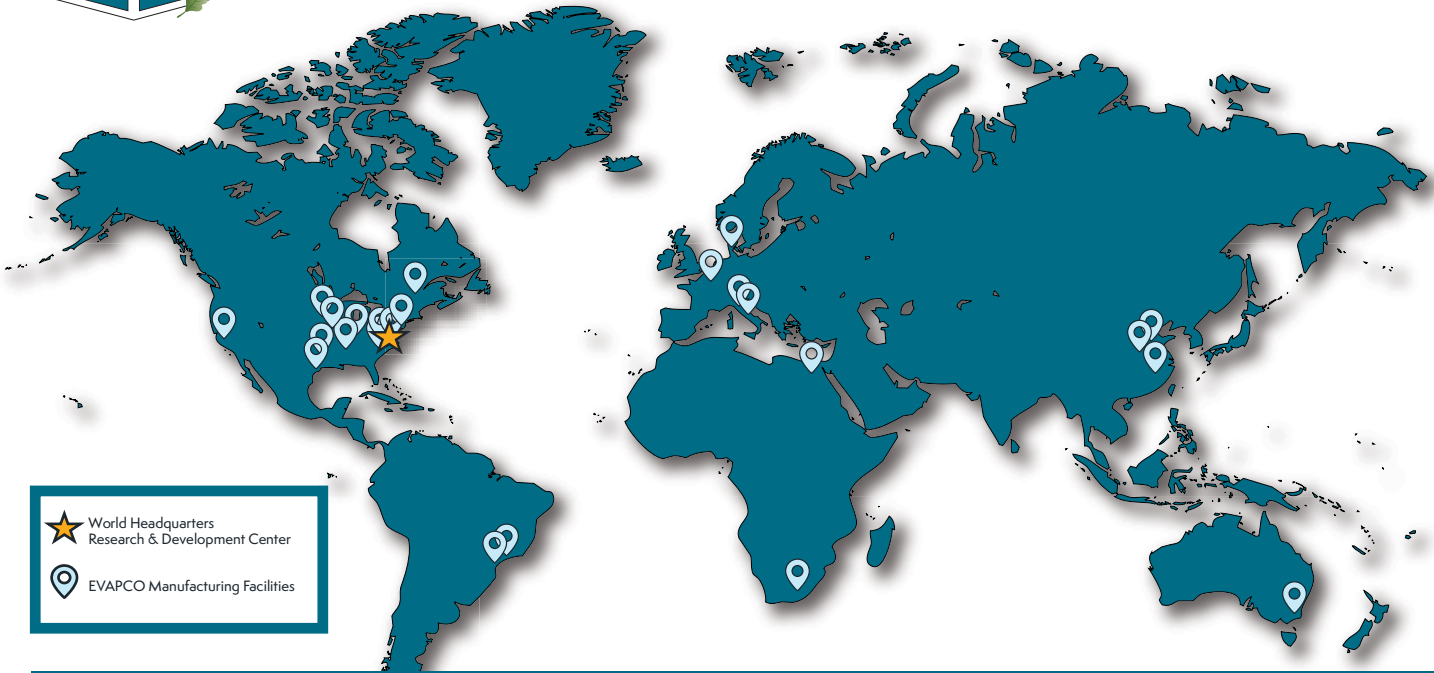 World Headquarters
Research & Development Center
EVAPCO Manufacturing Facilities